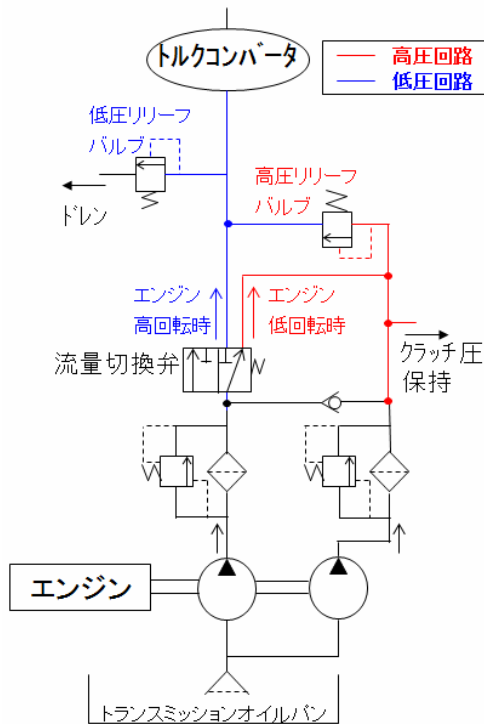 トルクコンバータ
高圧回路
低圧回路
低圧リリーフ
バルブ
高圧リリーフ
バルブ
ドレン
エンジン
高回転時
エンジン
低回転時
流量切換弁
クラッチ圧
保持
エンジン
トランスミッションオイルパン